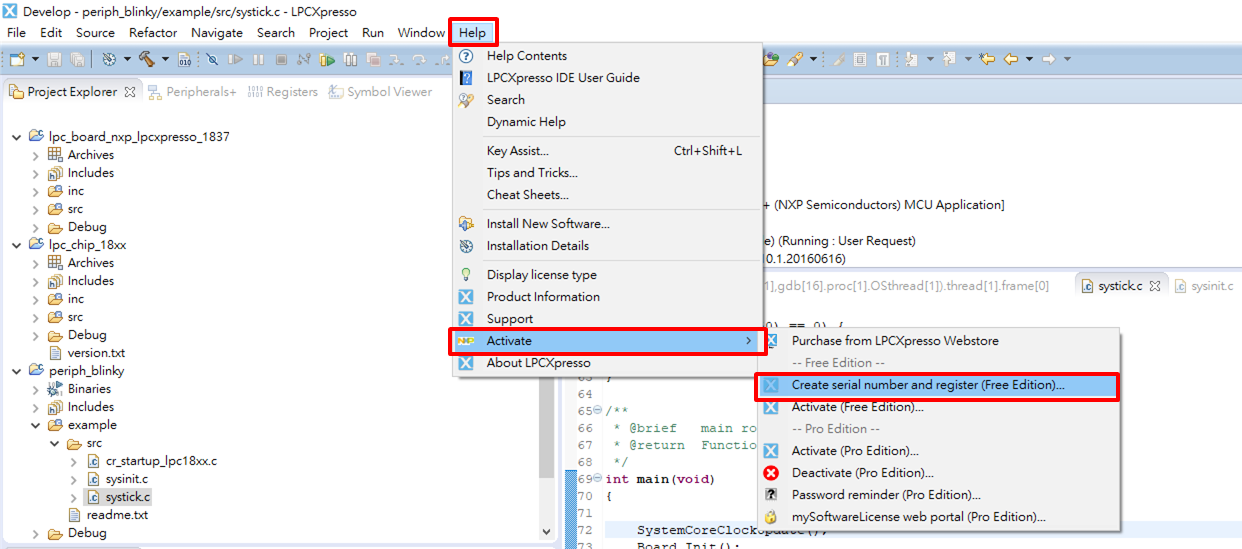 Develop - periph_blinky/example/src/systick.c - LPCXpresso
File Edit Source Refactor Navigate Search Project Run Window Help
Project Explorer Peripherals+ Registers Symbol Viewer
lpc_board_nxp_lpcxpresso_1837
Archives
Includes
inc
src
Debug
lpc_chip_18xx
Archives
Includes
inc
src
Debug
version.txt
periph_blinky
Binaries
Includes
example
src
cr_startup_lpc18xx.c
sysinit.c
systick.c
readme.txt
Debug
Help Contents
LPCXpresso IDE User Guide
Search
Dynamic Help
Key Assist... Ctrl+Shift+L
Tips and Tricks...
Cheat Sheets...
Install New Software...
Installation Details
Display license type
Product Information
Support
Activate
About LPCXpresso
Purchase from LPCXpresso Webstore
-- Free Edition --
Create serial number and register (Free Edition)...
Activate (Free Edition)...
-- Pro Edition --
Activate (Pro Edition)...
Deactivate (Pro Edition)...
Password reminder (Pro Edition)...
mySoftwareLicense web portal (Pro Edition)...
+ (NXP Semiconductors) MCU Application]
e) (Running : User Request)
0.1.20160616)
1],gdb[16].proc[1].OSthread[1]).thread[1].frame[0] systick.c sysinit.c
0) == 0) {
63 }
64
65 /**
66 * @brief main ro
67 * @return Functio
68 */
69 int main(void)
70 {
71
72 SystemCoreClockUpdate();
73 Board_Init();